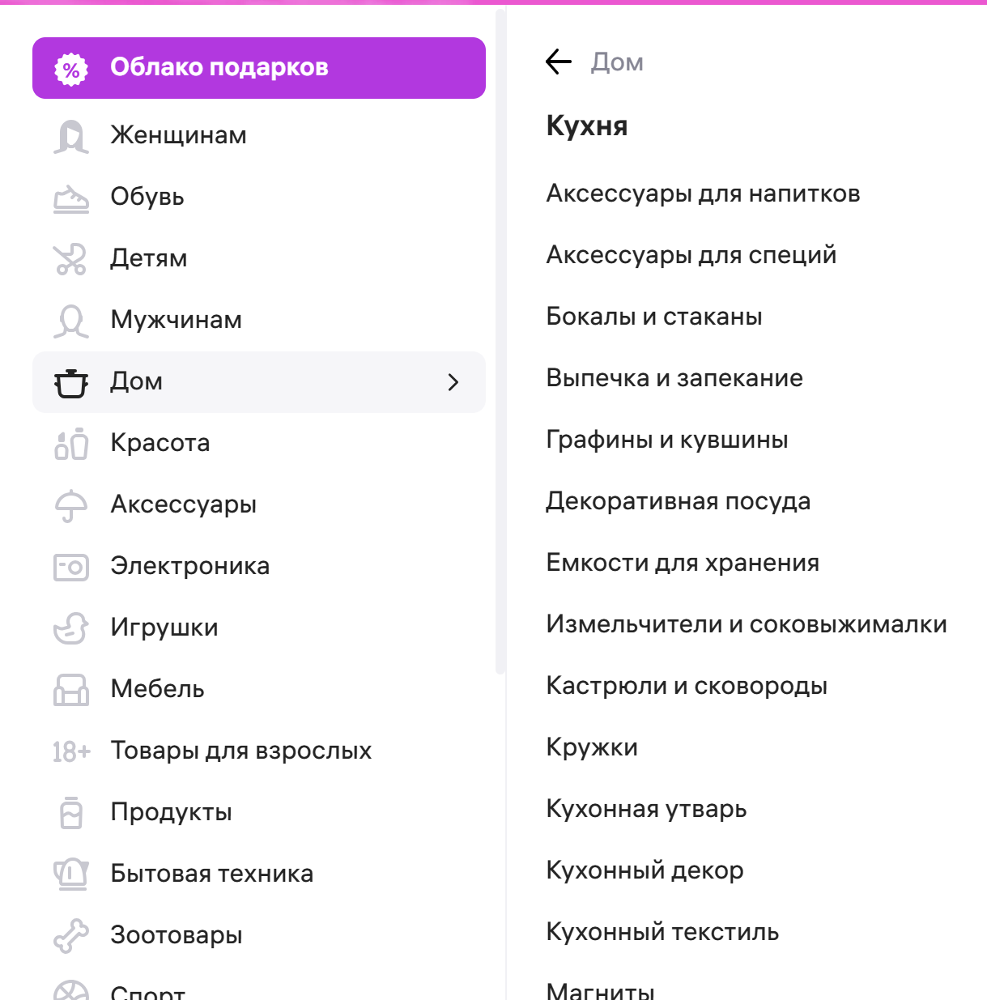 Облако подарков
Женщинам
Обувь
Детям
Мужчинам
Дом
Красота
Аксессуары
Электроника
Игрушки
Мебель
18+ Товары для взрослых
Продукты
Бытовая техника
Зоотовары
Спорт
Дом
Кухня
Аксессуары для напитков
Аксессуары для специй
Бокалы и стаканы
Выпечка и запекание
Графины и кувшины
Декоративная посуда
Емкости для хранения
Измельчители и соковыжималки
Кастрюли и сковороды
Кружки
Кухонная утварь
Кухонный декор
Кухонный текстиль
Магниты